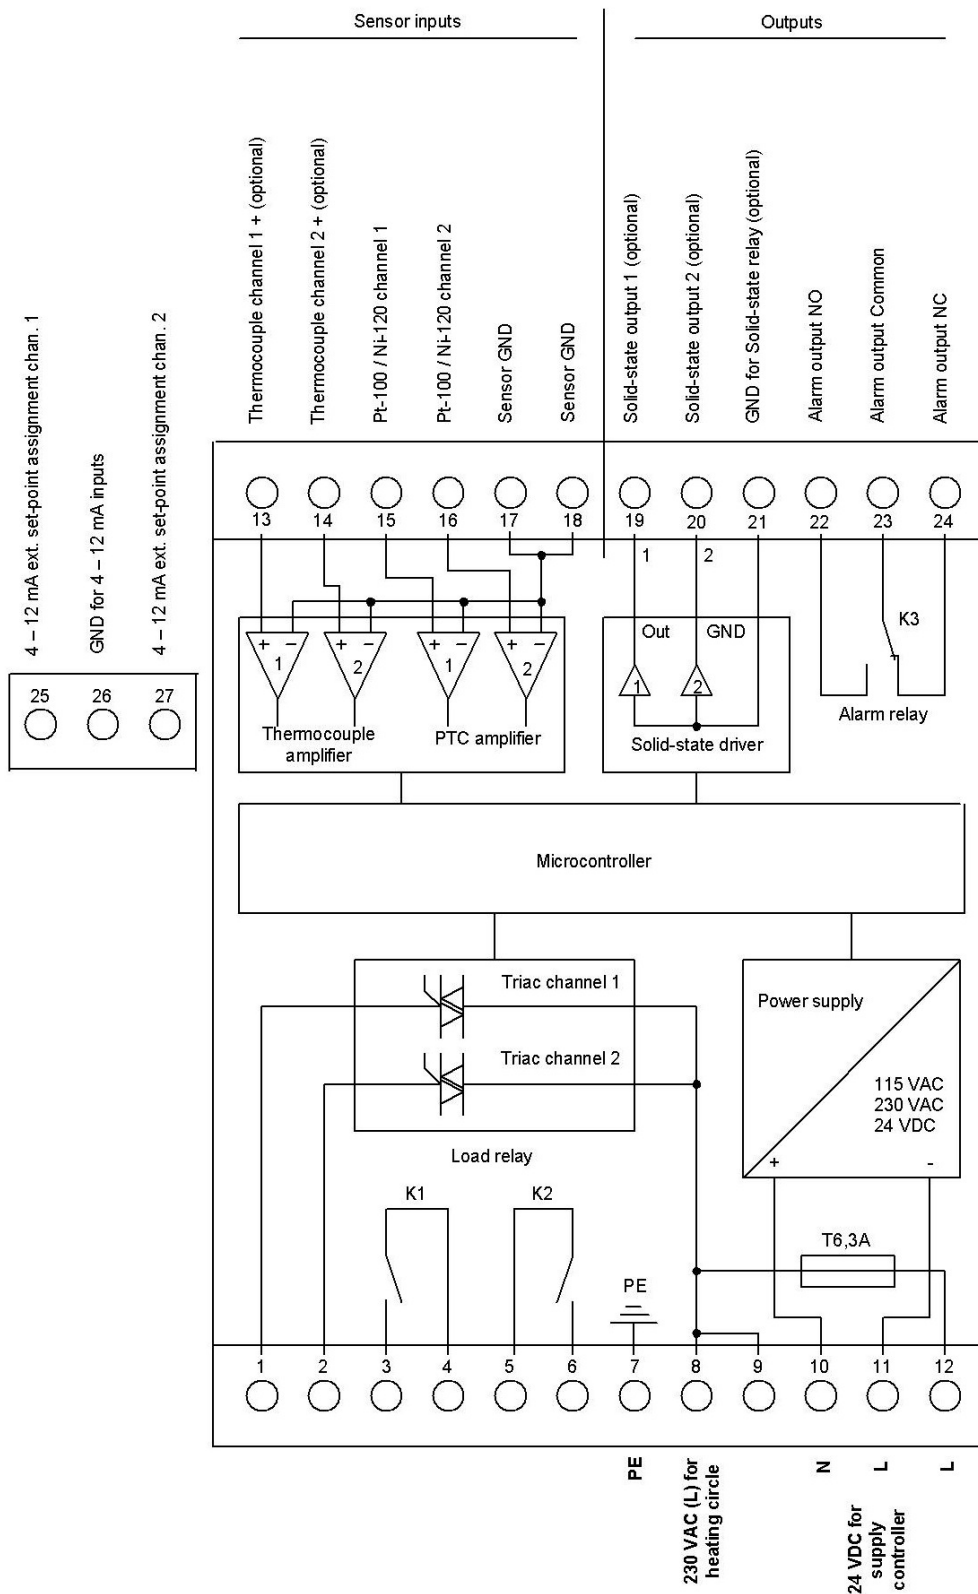 Sensor inputs
Outputs
4 – 12 mA ext. set-point assignment chan. 1
GND for 4 – 12 mA inputs
4 – 12 mA ext. set-point assignment chan. 2
Thermocouple channel 1 + (optional)
Thermocouple channel 2 + (optional)
Pt-100 / Ni-120 channel 1
Pt-100 / Ni-120 channel 2
Sensor GND
Sensor GND
Solid-state output 1 (optional)
Solid-state output 2 (optional)
GND for Solid-state relay (optional)
Alarm output NO
Alarm output Common
Alarm output NC
13 14 15 16 17 18 19 20 21 22 23 24
1 2
25 26 27
+ – + – + – + –
1 2 1 2
Thermocouple
amplifier
PTC amplifier
Out GND
1 2
Solid-state driver
K3
Alarm relay
Microcontroller
Triac channel 1
Triac channel 2
Load relay
Power supply
115 VAC
230 VAC
24 VDC
+ -
K1 K2
T6,3A
PE
1 2 3 4 5 6 7 8 9 10 11 12
PE
230 VAC (L) for
heating circle
N
L
L
24 VDC for
supply
controller